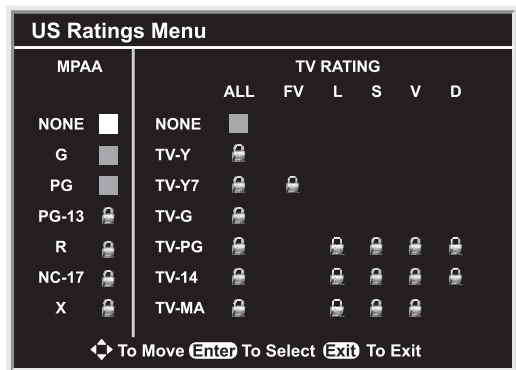 US Ratings Menu
MPAA TV RATING
ALL FV L S V D
NONE NONE
G TV-Y
PG TV-Y7
PG-13 TV-G
R TV-PG
NC-17 TV-14
X TV-MA
To Move Enter To Select Exit To Exit